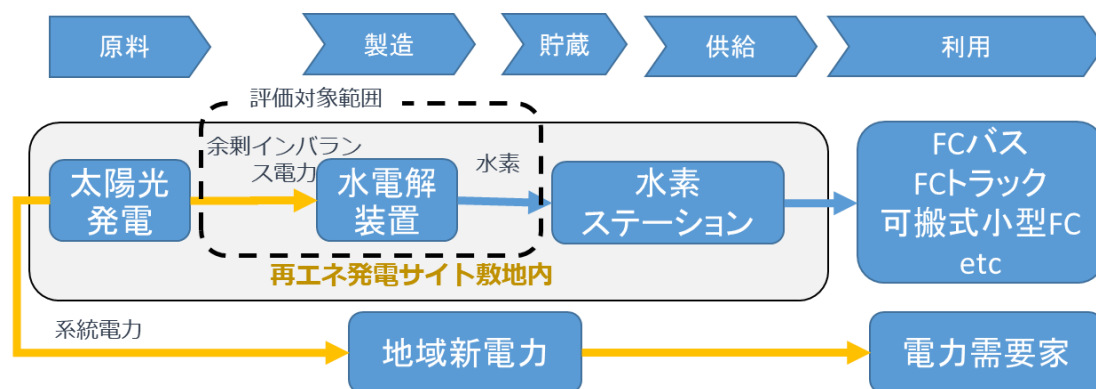 原料
製造
貯蔵
供給
利用
評価対象範囲
余剰インバラン
ス電力
水素
太陽光
発電
水電解
装置
水素
ステーション
FCバス
FCトラック
可搬式小型FC
etc
再エネ発電サイト敷地内
系統電力
地域新電力
電力需要家